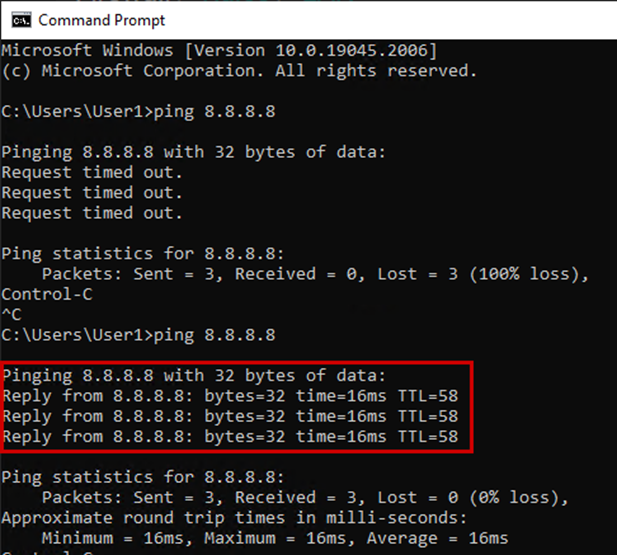 Command Prompt
Microsoft Windows [Version 10.0.19045.2006]
(c) Microsoft Corporation. All rights reserved.
C:\Users\User1>ping 8.8.8.8
Pinging 8.8.8.8 with 32 bytes of data:
Request timed out.
Request timed out.
Request timed out.
Ping statistics for 8.8.8.8:
    Packets: Sent = 3, Received = 0, Lost = 3 (100% loss),
Control-C
^C
C:\Users\User1>ping 8.8.8.8
Pinging 8.8.8.8 with 32 bytes of data:
Reply from 8.8.8.8: bytes=32 time=16ms TTL=58
Reply from 8.8.8.8: bytes=32 time=16ms TTL=58
Reply from 8.8.8.8: bytes=32 time=16ms TTL=58
Ping statistics for 8.8.8.8:
    Packets: Sent = 3, Received = 3, Lost = 0 (0% loss),
Approximate round trip times in milli-seconds:
    Minimum = 16ms, Maximum = 16ms, Average = 16ms